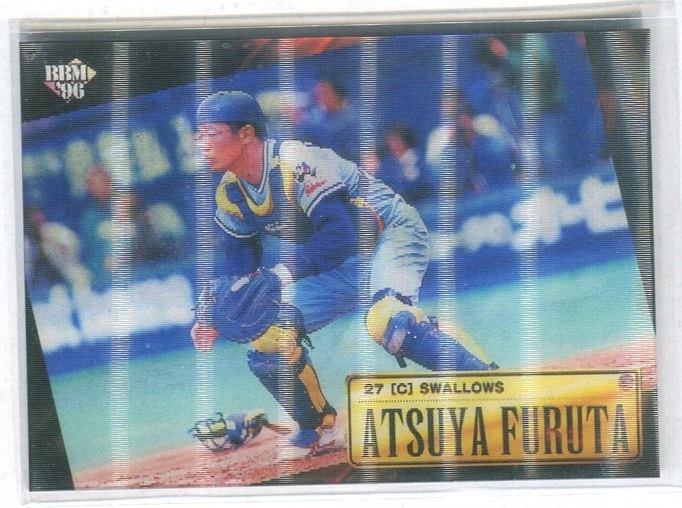 BBM
'96
27 [C] SWALLOWS
ATSUYA FURUTA